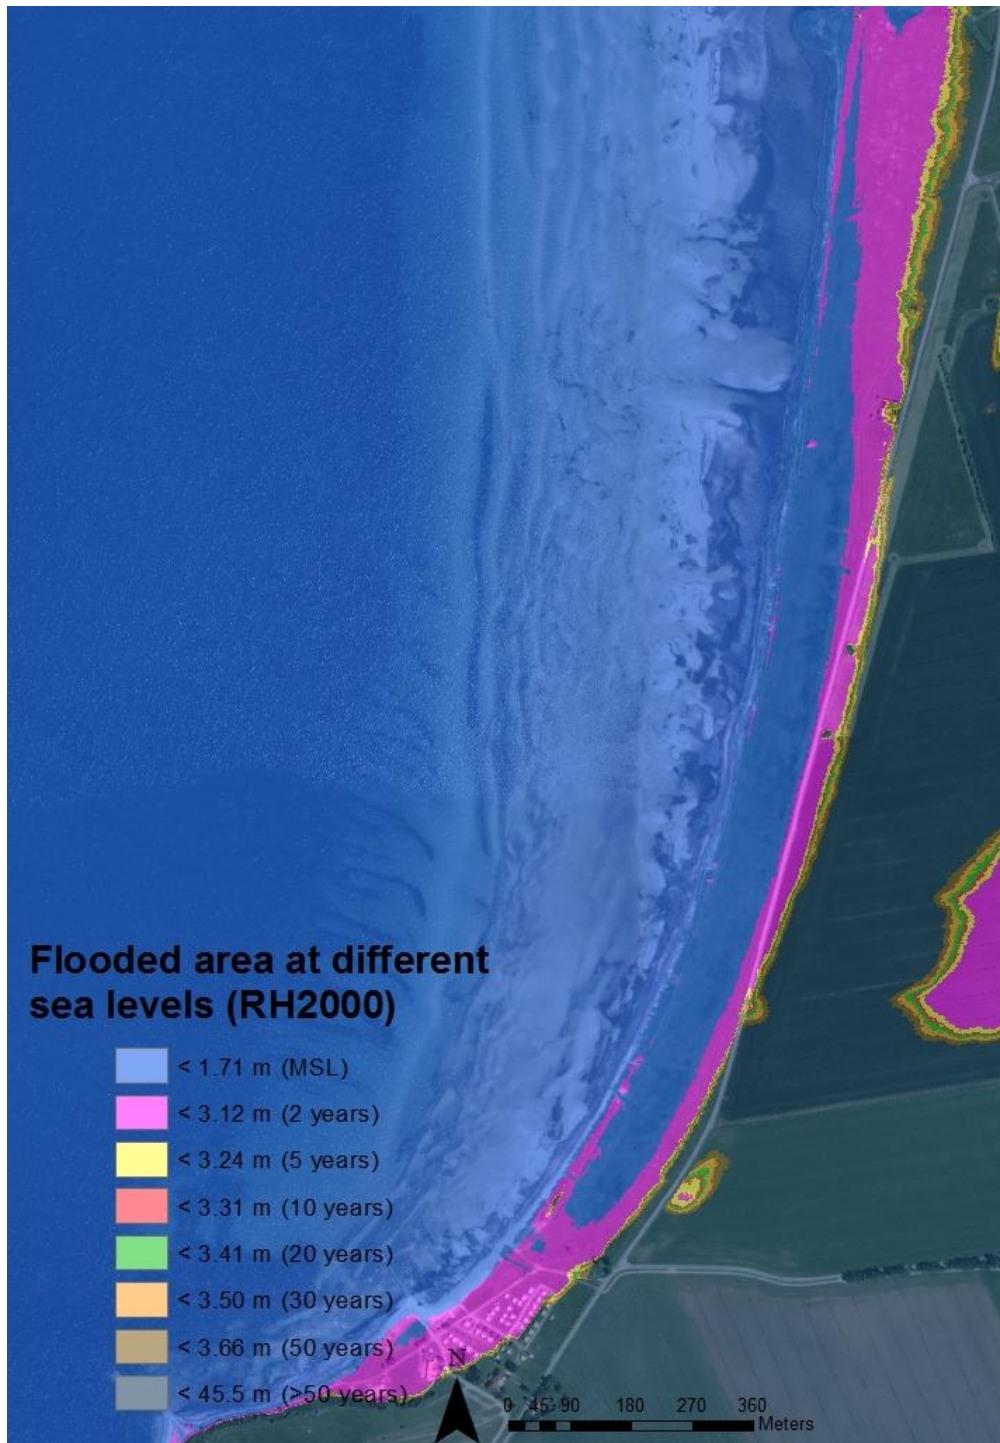 Flooded area at different
sea levels (RH2000)
< 1.71 m (MSL)
< 3.12 m (2 years)
< 3.24 m (5 years)
< 3.31 m (10 years)
< 3.41 m (20 years)
< 3.50 m (30 years)
< 3.66 m (50 years)
< 45.5 m (>50 years)
N
0 45 90 180 270 360
Meters